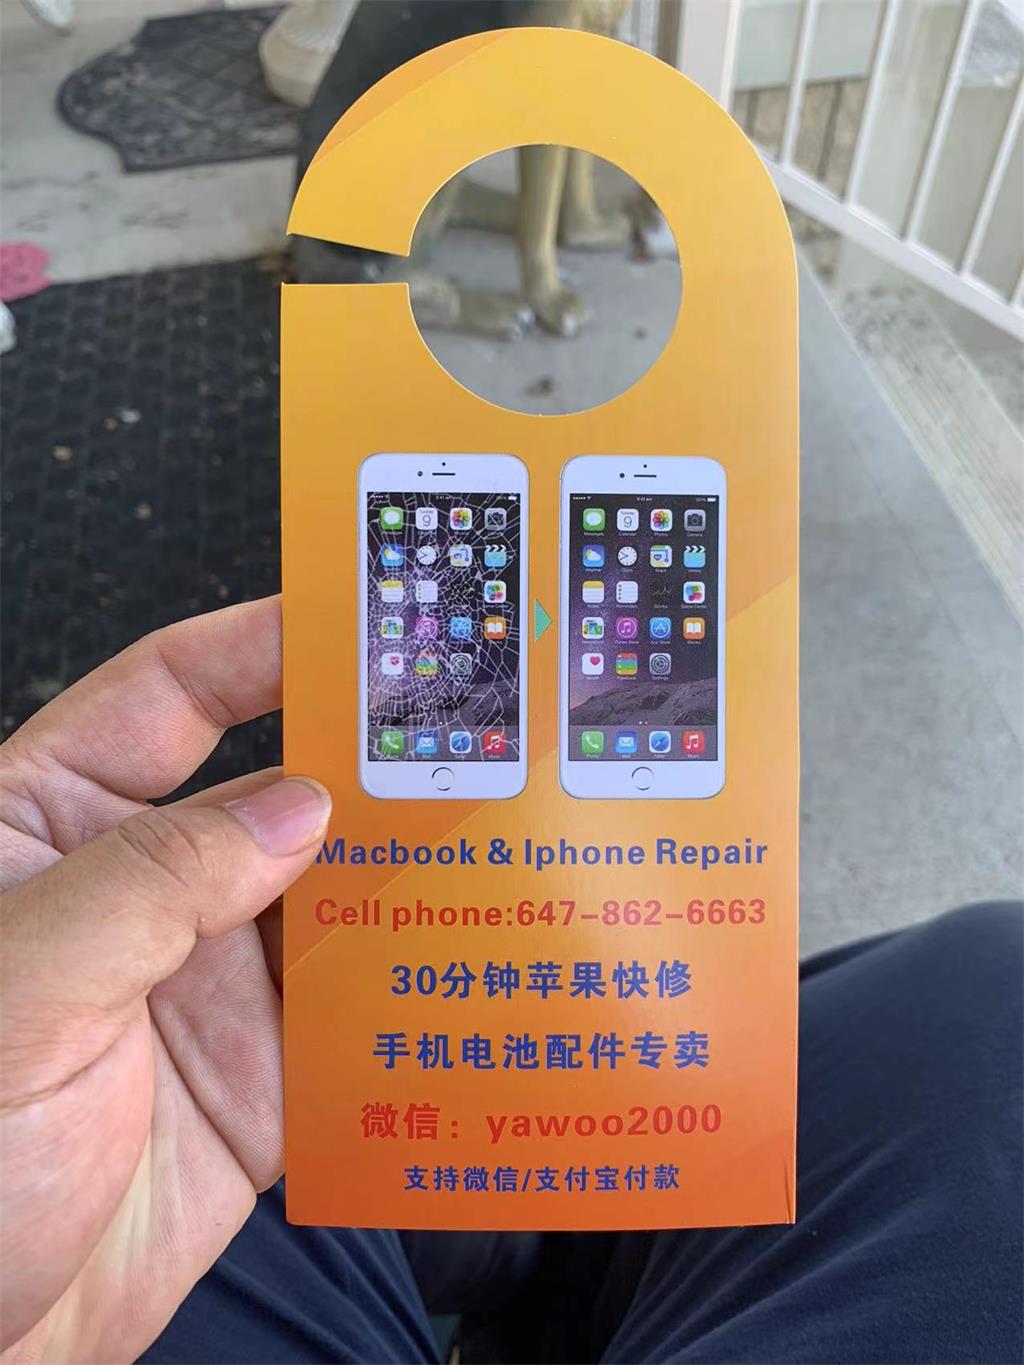 Macbook & Iphone Repair
Cell phone:647-862-6663
30分钟苹果快修
手机电池配件专卖
微信：yawoo2000
支持微信/支付宝付款